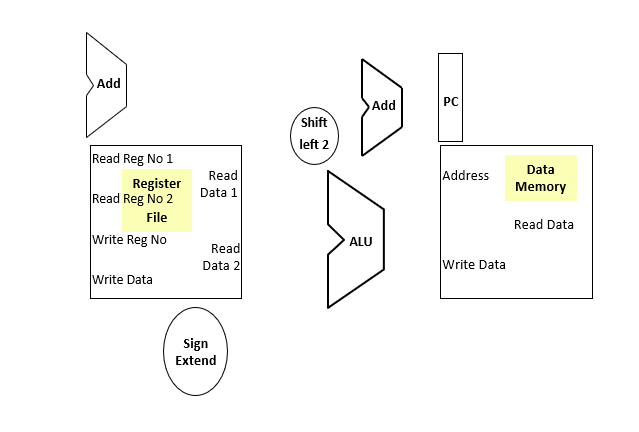 Add
Add
PC
Shift
left 2
Read Reg No 1
Register
Read
Data 1
Read Reg No 2
File
Write Reg No
Read
Data 2
Write Data
ALU
Address
Data
Memory
Read Data
Write Data
Sign
Extend